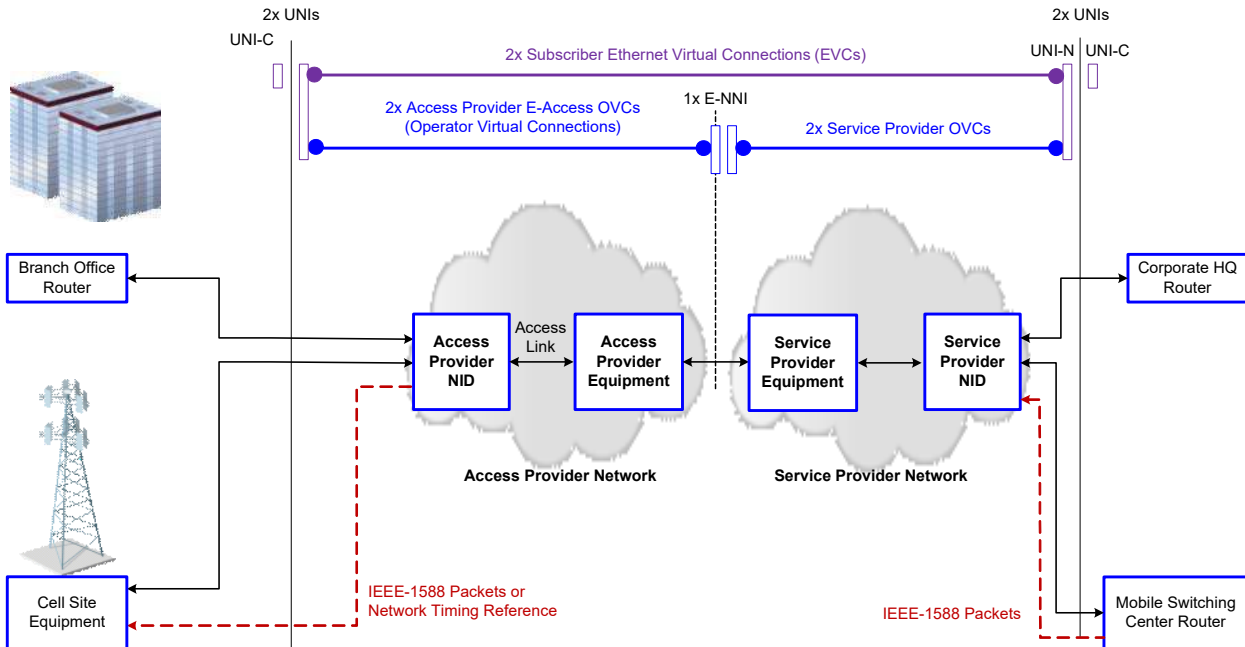 2x UNIs
2x UNIs
UNI-C
UNI-N
UNI-C
2x Subscriber Ethernet Virtual Connections (EVCs)
2x Access Provider E-Access OVCs
(Operator Virtual Connections)
1x E-NNI
2x Service Provider OVCs
Branch Office
Router
Corporate HQ
Router
Access
Provider
NID
Access
Link
Access
Provider
Equipment
Service
Provider
Equipment
Service
Provider
NID
Access Provider Network
Service Provider Network
Cell Site
Equipment
IEEE-1588 Packets or
Network Timing Reference
IEEE-1588 Packets
Mobile Switching
Center Router